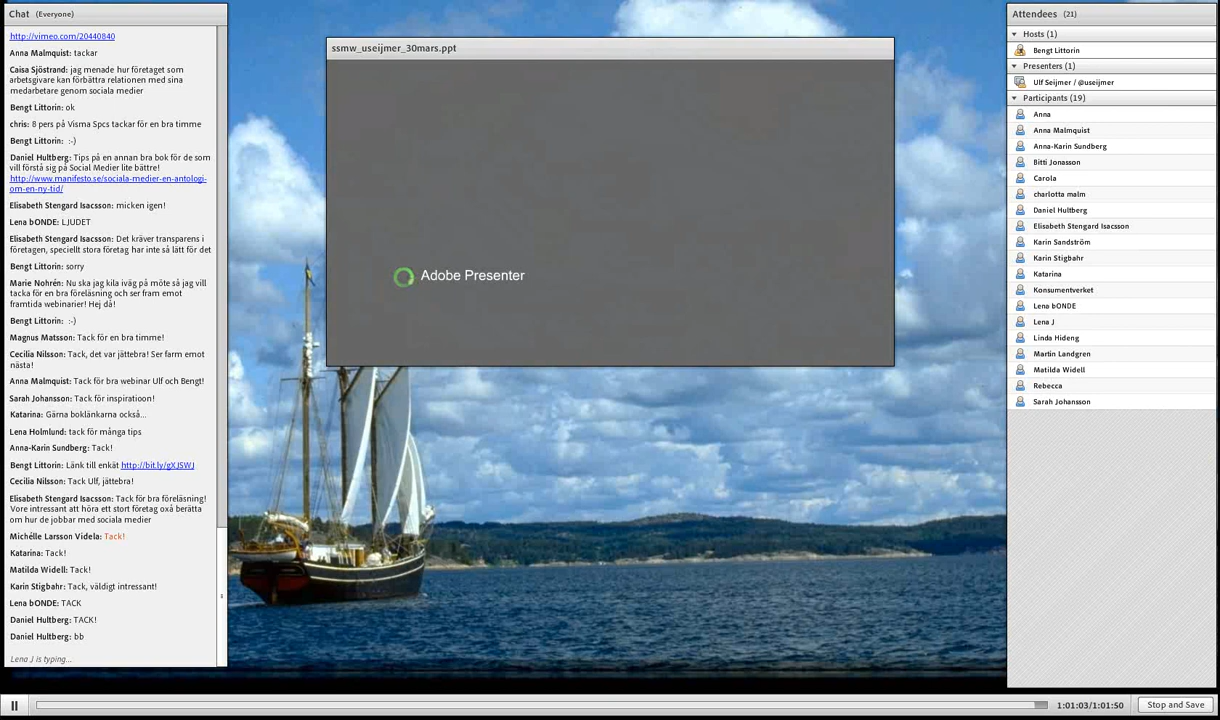 Chat (Everyone)
http://vimeo.com/20440840
Anna Malmquist: tackar
Caisa Sjöstrand: jag menade hur företaget som
arbetsgivare kan förbättra relationen med sina
medarbetare genom sociala medier
Bengt Littorin: ok
chris: 8 pers på Visma Spcs tackar för en bra timme
Bengt Littorin: :-)
Daniel Hultberg: Tips på en annan bra bok för de som
vill förstå sig på Social Medier lite bättre!
http://www.manifesto.se/sociala-medier-en-antologi-
om-en-ny-tid/
Elisabeth Stengard Isacsson: micken igen!
Lena bONDE: LJUDET
Elisabeth Stengard Isacsson: Det kräver transparens i
företagen, speciellt stora företag har inte så lätt för det
Bengt Littorin: sorry
Marie Nohrén: Nu ska jag kila iväg på möte så jag vill
tacka för en bra föreläsning och ser fram emot
framtida webinarier! Hej då!
Bengt Littorin: :-)
Magnus Matsson: Tack för en bra timme!
Cecilia Nilsson: Tack, det var jättebra! Ser farm emot
nästa!
Anna Malmquist: Tack för bra webinar Ulf och Bengt!
Sarah Johansson: Tack för inspiratioon!
Katarina: Gärna boklänkarna också...
Lena Holmlund: tack för många tips
Anna-Karin Sundberg: Tack!
Bengt Littorin: Länk till enkät http://bit.ly/gXJSWJ
Cecilia Nilsson: Tack Ulf, jättebra!
Elisabeth Stengard Isacsson: Tack för bra föreläsning!
Vore intressant att höra ett stort företag oxå berätta
om hur de jobbar med sociala medier
Michélle Larsson Videla: Tack!
Katarina: Tack!
Matilda Widell: Tack!
Karin Stigbahr: Tack, väldigt intressant!
Lena bONDE: TACK
Daniel Hultberg: TACK!
Daniel Hultberg: bb
Lena J is typing...
ssmw_useijmer_30mars.ppt
Adobe Presenter
Attendees (21)
Hosts (1)
Bengt Littorin
Presenters (1)
Ulf Seijmer / @useijmer
Participants (19)
Anna
Anna Malmquist
Anna-Karin Sundberg
Bitti Jonasson
Carola
charlotta malm
Daniel Hultberg
Elisabeth Stengard Isacsson
Karin Sandström
Karin Stigbahr
Katarina
Konsumentverket
Lena bONDE
Lena J
Linda Hideng
Martin Landgren
Matilda Widell
Rebecca
Sarah Johansson
1:01:03/1:01:50
Stop and Save